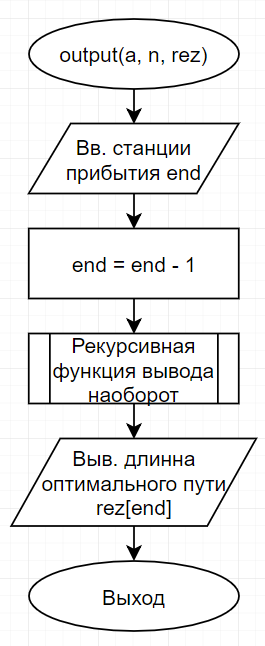 output(a, n, rez)
Вв. станции
прибытия end
end = end - 1
Рекурсивная
функция вывода
наоборот
Выв. длинна
оптимального пути
rez[end]
Выход